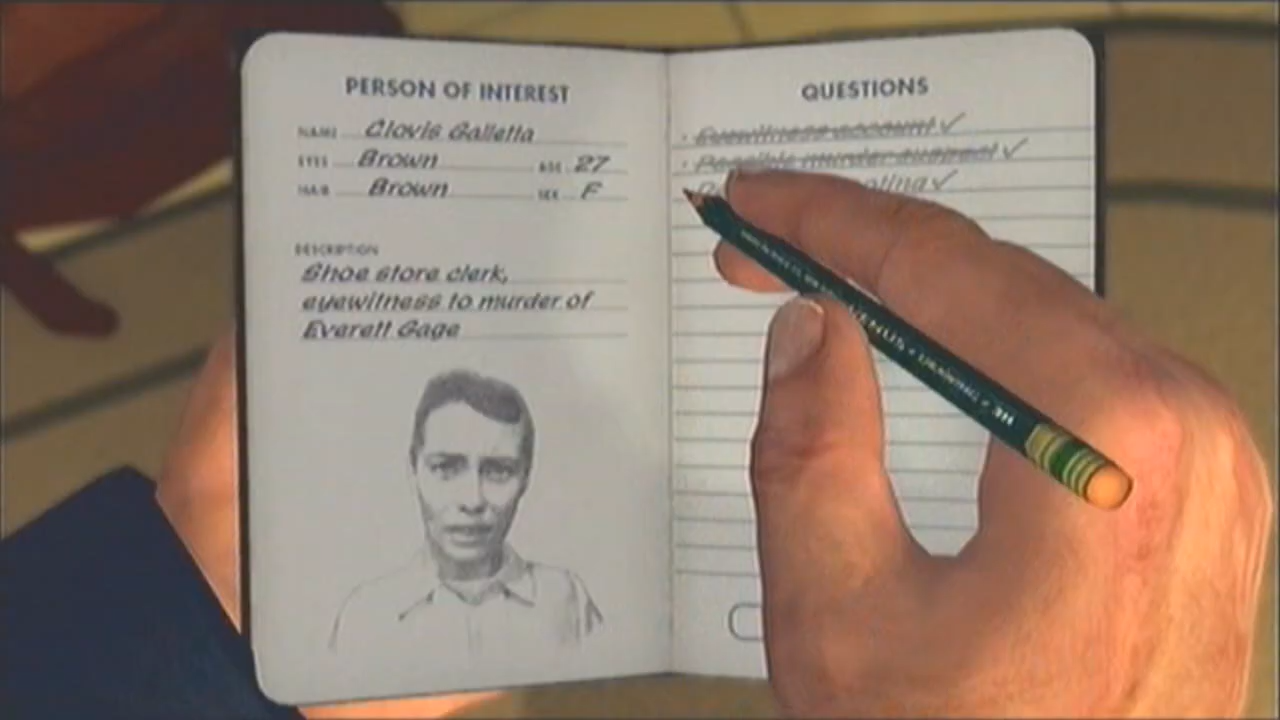 PERSON OF INTEREST
NAME Clovis Galletta
EYES Brown AGE 27
HAIR Brown SEX F
DESCRIPTION
Shoe store clerk,
eyewitness to murder of
Everett Gage
QUESTIONS
• Eyewitness account ✓
• Possible murder suspect ✓
VENUS